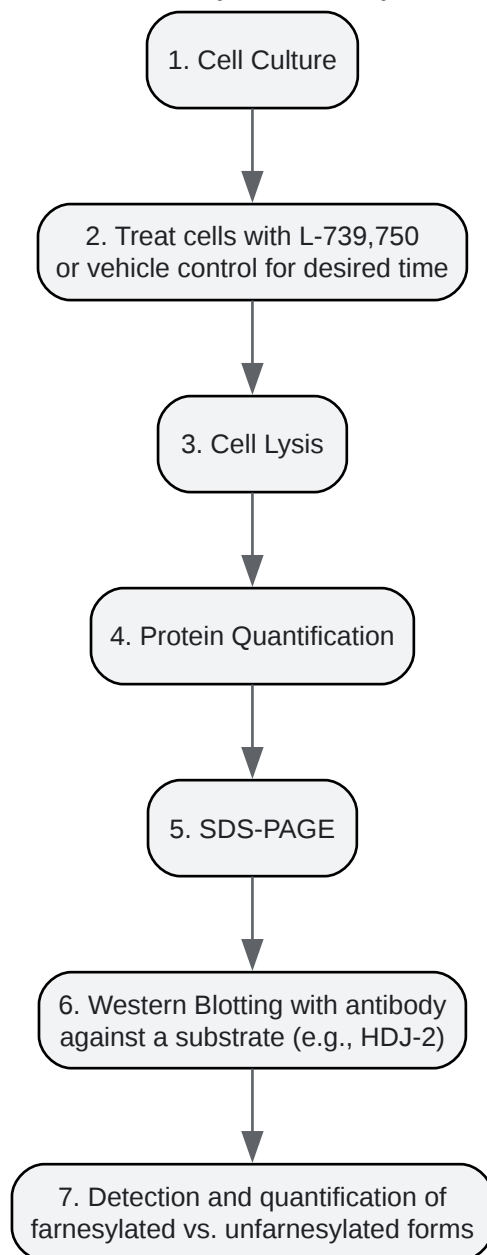 1. Cell Culture
2. Treat cells with L-739,750
or vehicle control for desired time
3. Cell Lysis
4. Protein Quantification
5. SDS-PAGE
6. Western Blotting with antibody
against a substrate (e.g., HDJ-2)
7. Detection and quantification of
farnesylated vs. unfarnesylated forms